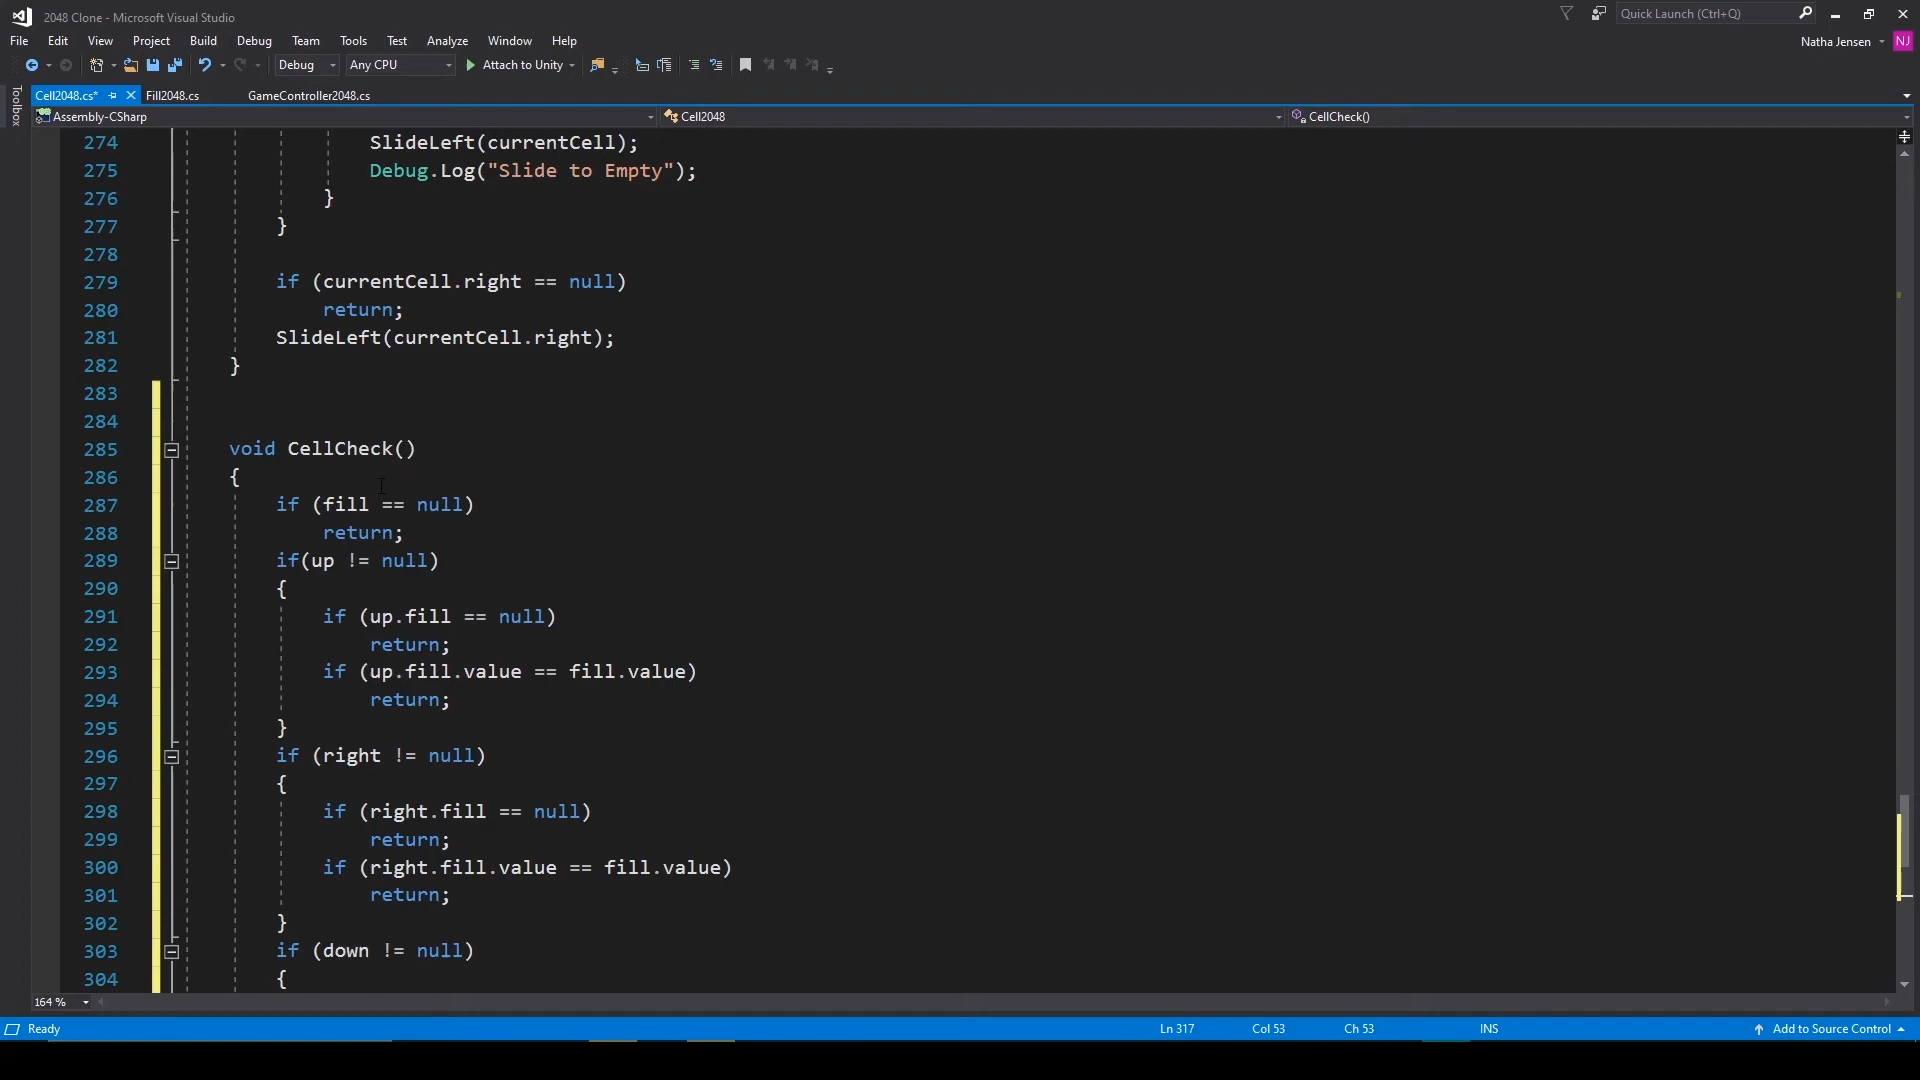 2048 Clone - Microsoft Visual Studio
Quick Launch (Ctrl+Q)
File Edit View Project Build Debug Team Tools Test Analyze Window Help
Natha Jensen
NJ
Debug
Any CPU
Attach to Unity
Toolbox
Cell2048.cs*
Fill2048.cs
GameController2048.cs
Assembly-CSharp
Cell2048
CellCheck()
274 SlideLeft(currentCell);
275 Debug.Log("Slide to Empty");
276 }
277 }
278
279 if (currentCell.right == null)
280 return;
281 SlideLeft(currentCell.right);
282 }
283
284
285 void CellCheck()
286 {
287 if (fill == null)
288 return;
289 if(up != null)
290 {
291 if (up.fill == null)
292 return;
293 if (up.fill.value == fill.value)
294 return;
295 }
296 if (right != null)
297 {
298 if (right.fill == null)
299 return;
300 if (right.fill.value == fill.value)
301 return;
302 }
303 if (down != null)
304 {
164 %
Ready
Ln 317
Col 53
Ch 53
INS
Add to Source Control